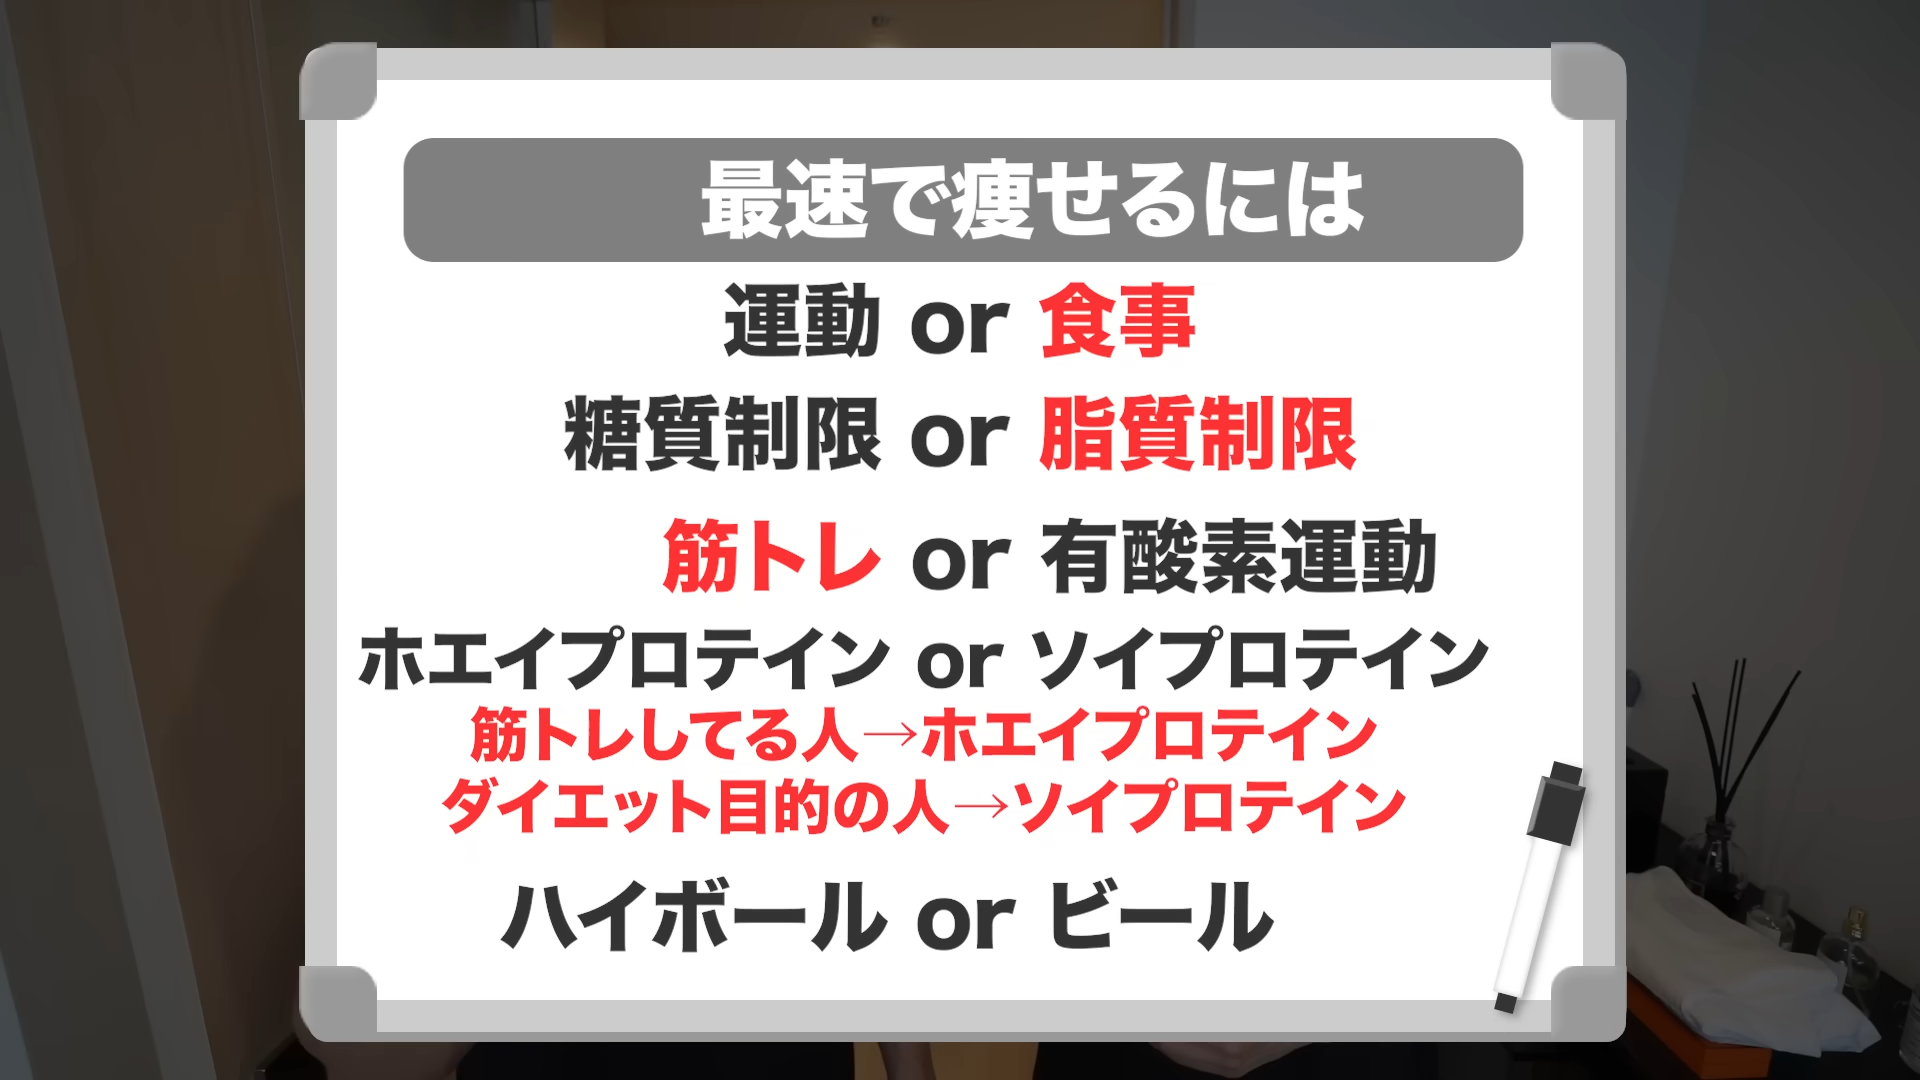 最速で痩せるには
運動 or 食事
糖質制限 or 脂質制限
筋トレ or 有酸素運動
ホエイプロテイン or ソイプロテイン
筋トレしてる人→ホエイプロテイン
ダイエット目的の人→ソイプロテイン
ハイボール or ビール